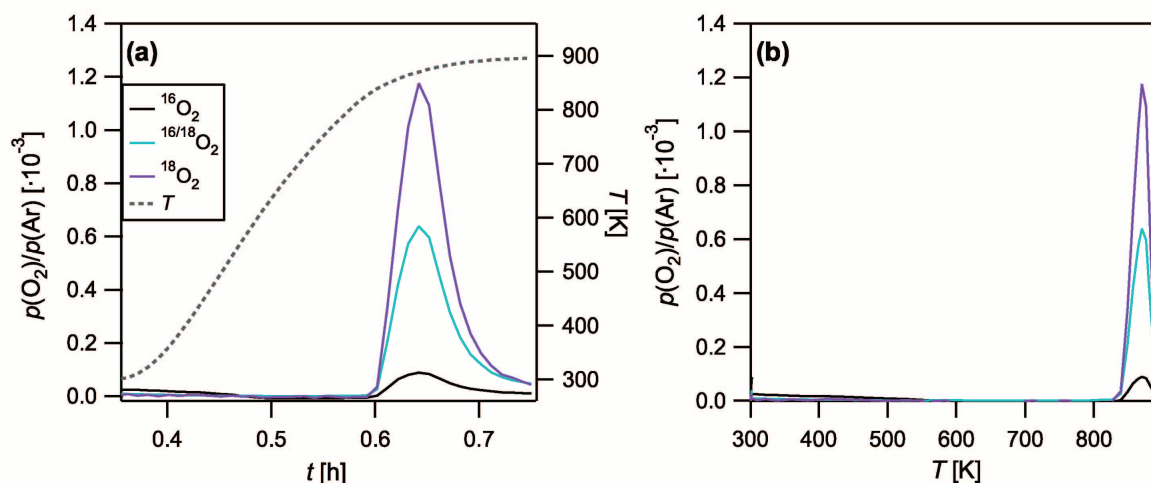 (a)
1.4
1.2
1.0
0.8
0.6
0.4
0.2
0.0
p(O₂)/p(Ar) [·10⁻³]
¹⁶O₂
¹⁶/¹⁸O₂
¹⁸O₂
T
900
800
700
600
500
400
300
T [K]
0.4 0.5 0.6 0.7
t [h]
(b)
1.4
1.2
1.0
0.8
0.6
0.4
0.2
0.0
p(O₂)/p(Ar) [·10⁻³]
300 400 500 600 700 800
T [K]